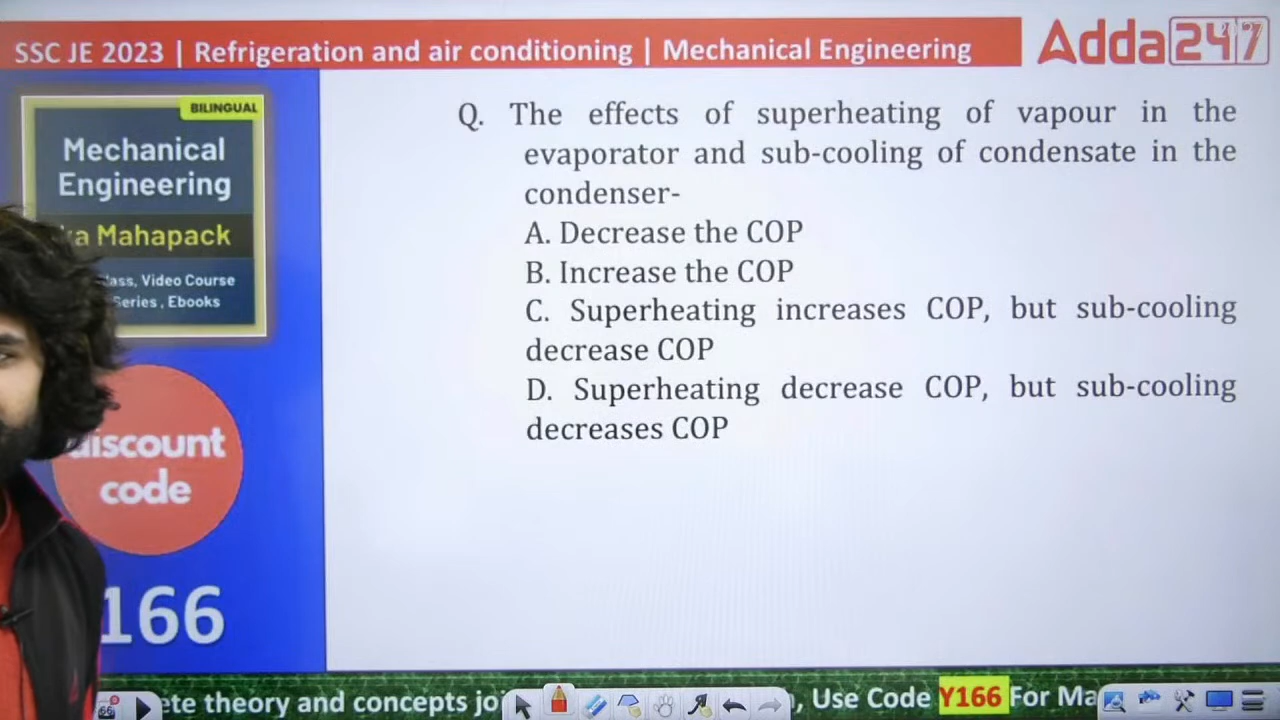 SSC JE 2023 | Refrigeration and air conditioning | Mechanical Engineering
Adda 247
BILINGUAL
Mechanical
Engineering
Mahapack
Video Course
Series , Ebooks
discount
code
166
Q. The effects of superheating of vapour in the
evaporator and sub-cooling of condensate in the
condenser-
A. Decrease the COP
B. Increase the COP
C. Superheating increases COP, but sub-cooling
decrease COP
D. Superheating decrease COP, but sub-cooling
decreases COP
theory and concepts
, Use Code Y166 For